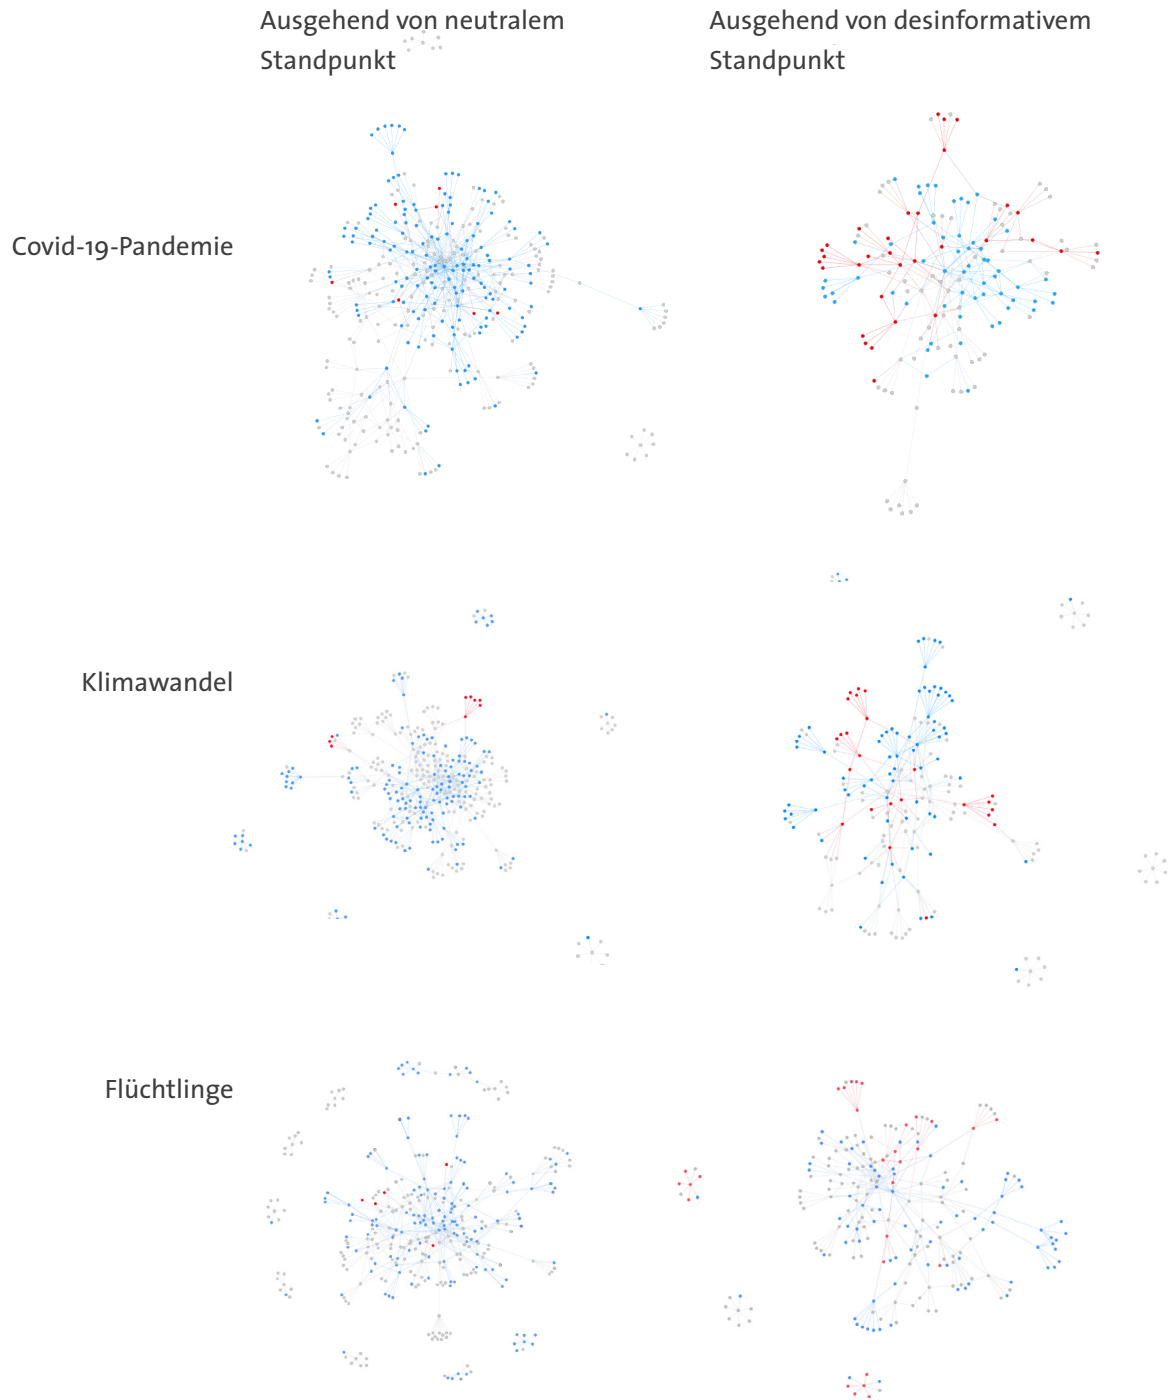 Ausgehend von neutralem
Standpunkt
Ausgehend von desinformativem
Standpunkt
Covid-19-Pandemie
Klimawandel
Flüchtlinge